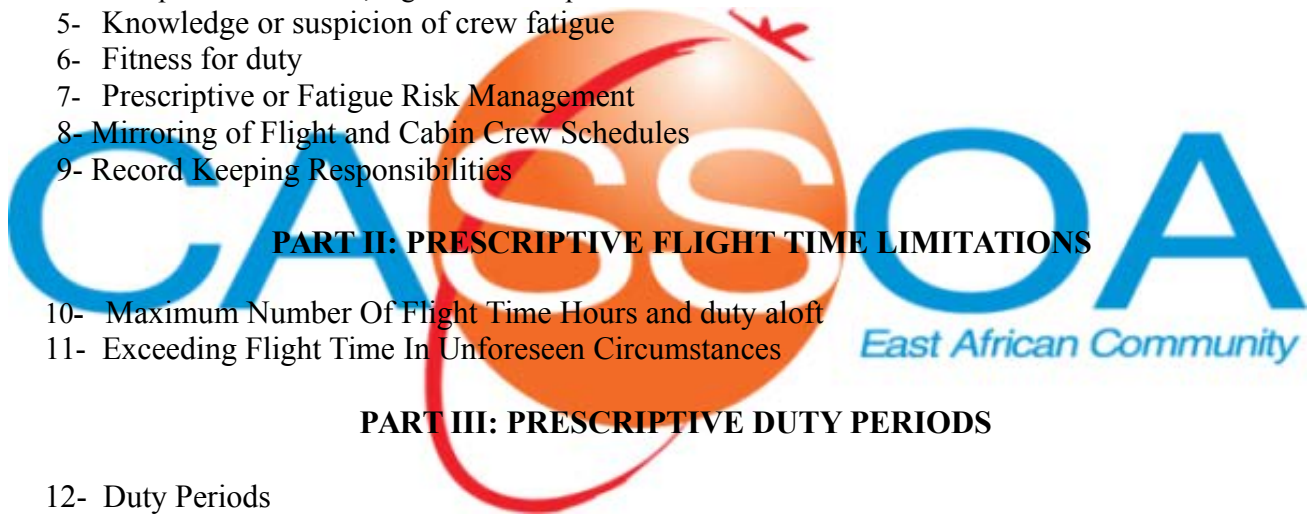 5- Knowledge or suspicion of crew fatigue
6- Fitness for duty
7- Prescriptive or Fatigue Risk Management
8- Mirroring of Flight and Cabin Crew Schedules
9- Record Keeping Responsibilities
CASSOA
PART II: PRESCRIPTIVE FLIGHT TIME LIMITATIONS
10- Maximum Number Of Flight Time Hours and duty aloft
11- Exceeding Flight Time In Unforeseen Circumstances
East African Community
PART III: PRESCRIPTIVE DUTY PERIODS
12- Duty Periods